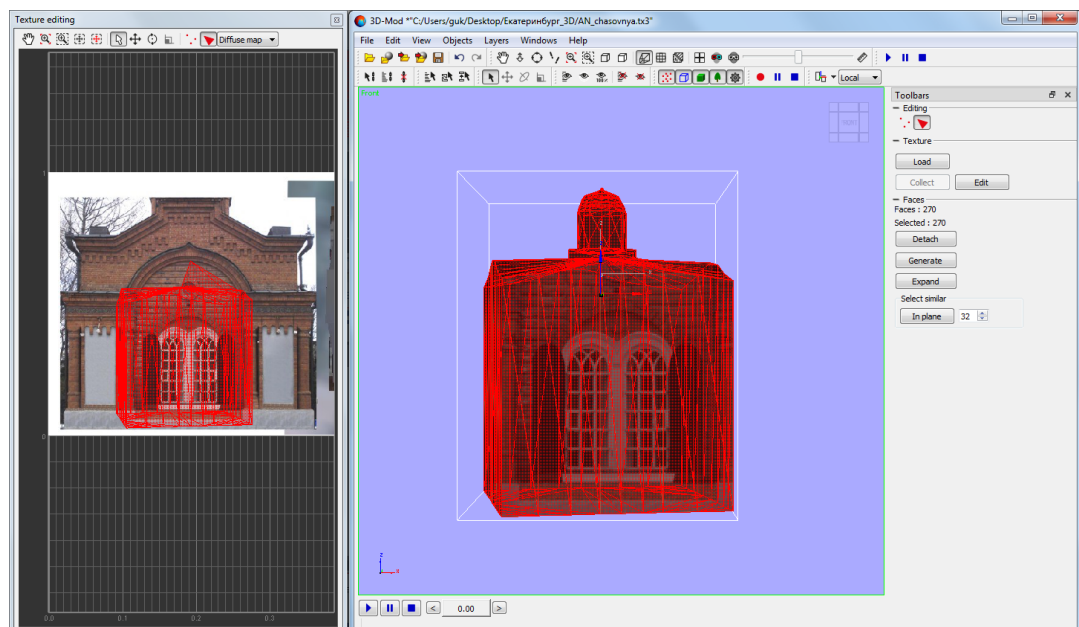 Texture editing
Diffuse map
1
0
0.0 0.1 0.2 0.3
3D-Mod *"C:/Users/guk/Desktop/Екатеринбург_3D/AN_chasovnya.tx3"
File Edit View Objects Layers Windows Help
Local
Front
FRONT
z
x
0.00
Toolbars
Editing
Texture
Load
Collect Edit
Faces
Faces : 270
Selected : 270
Detach
Generate
Expand
Select similar
In plane 32